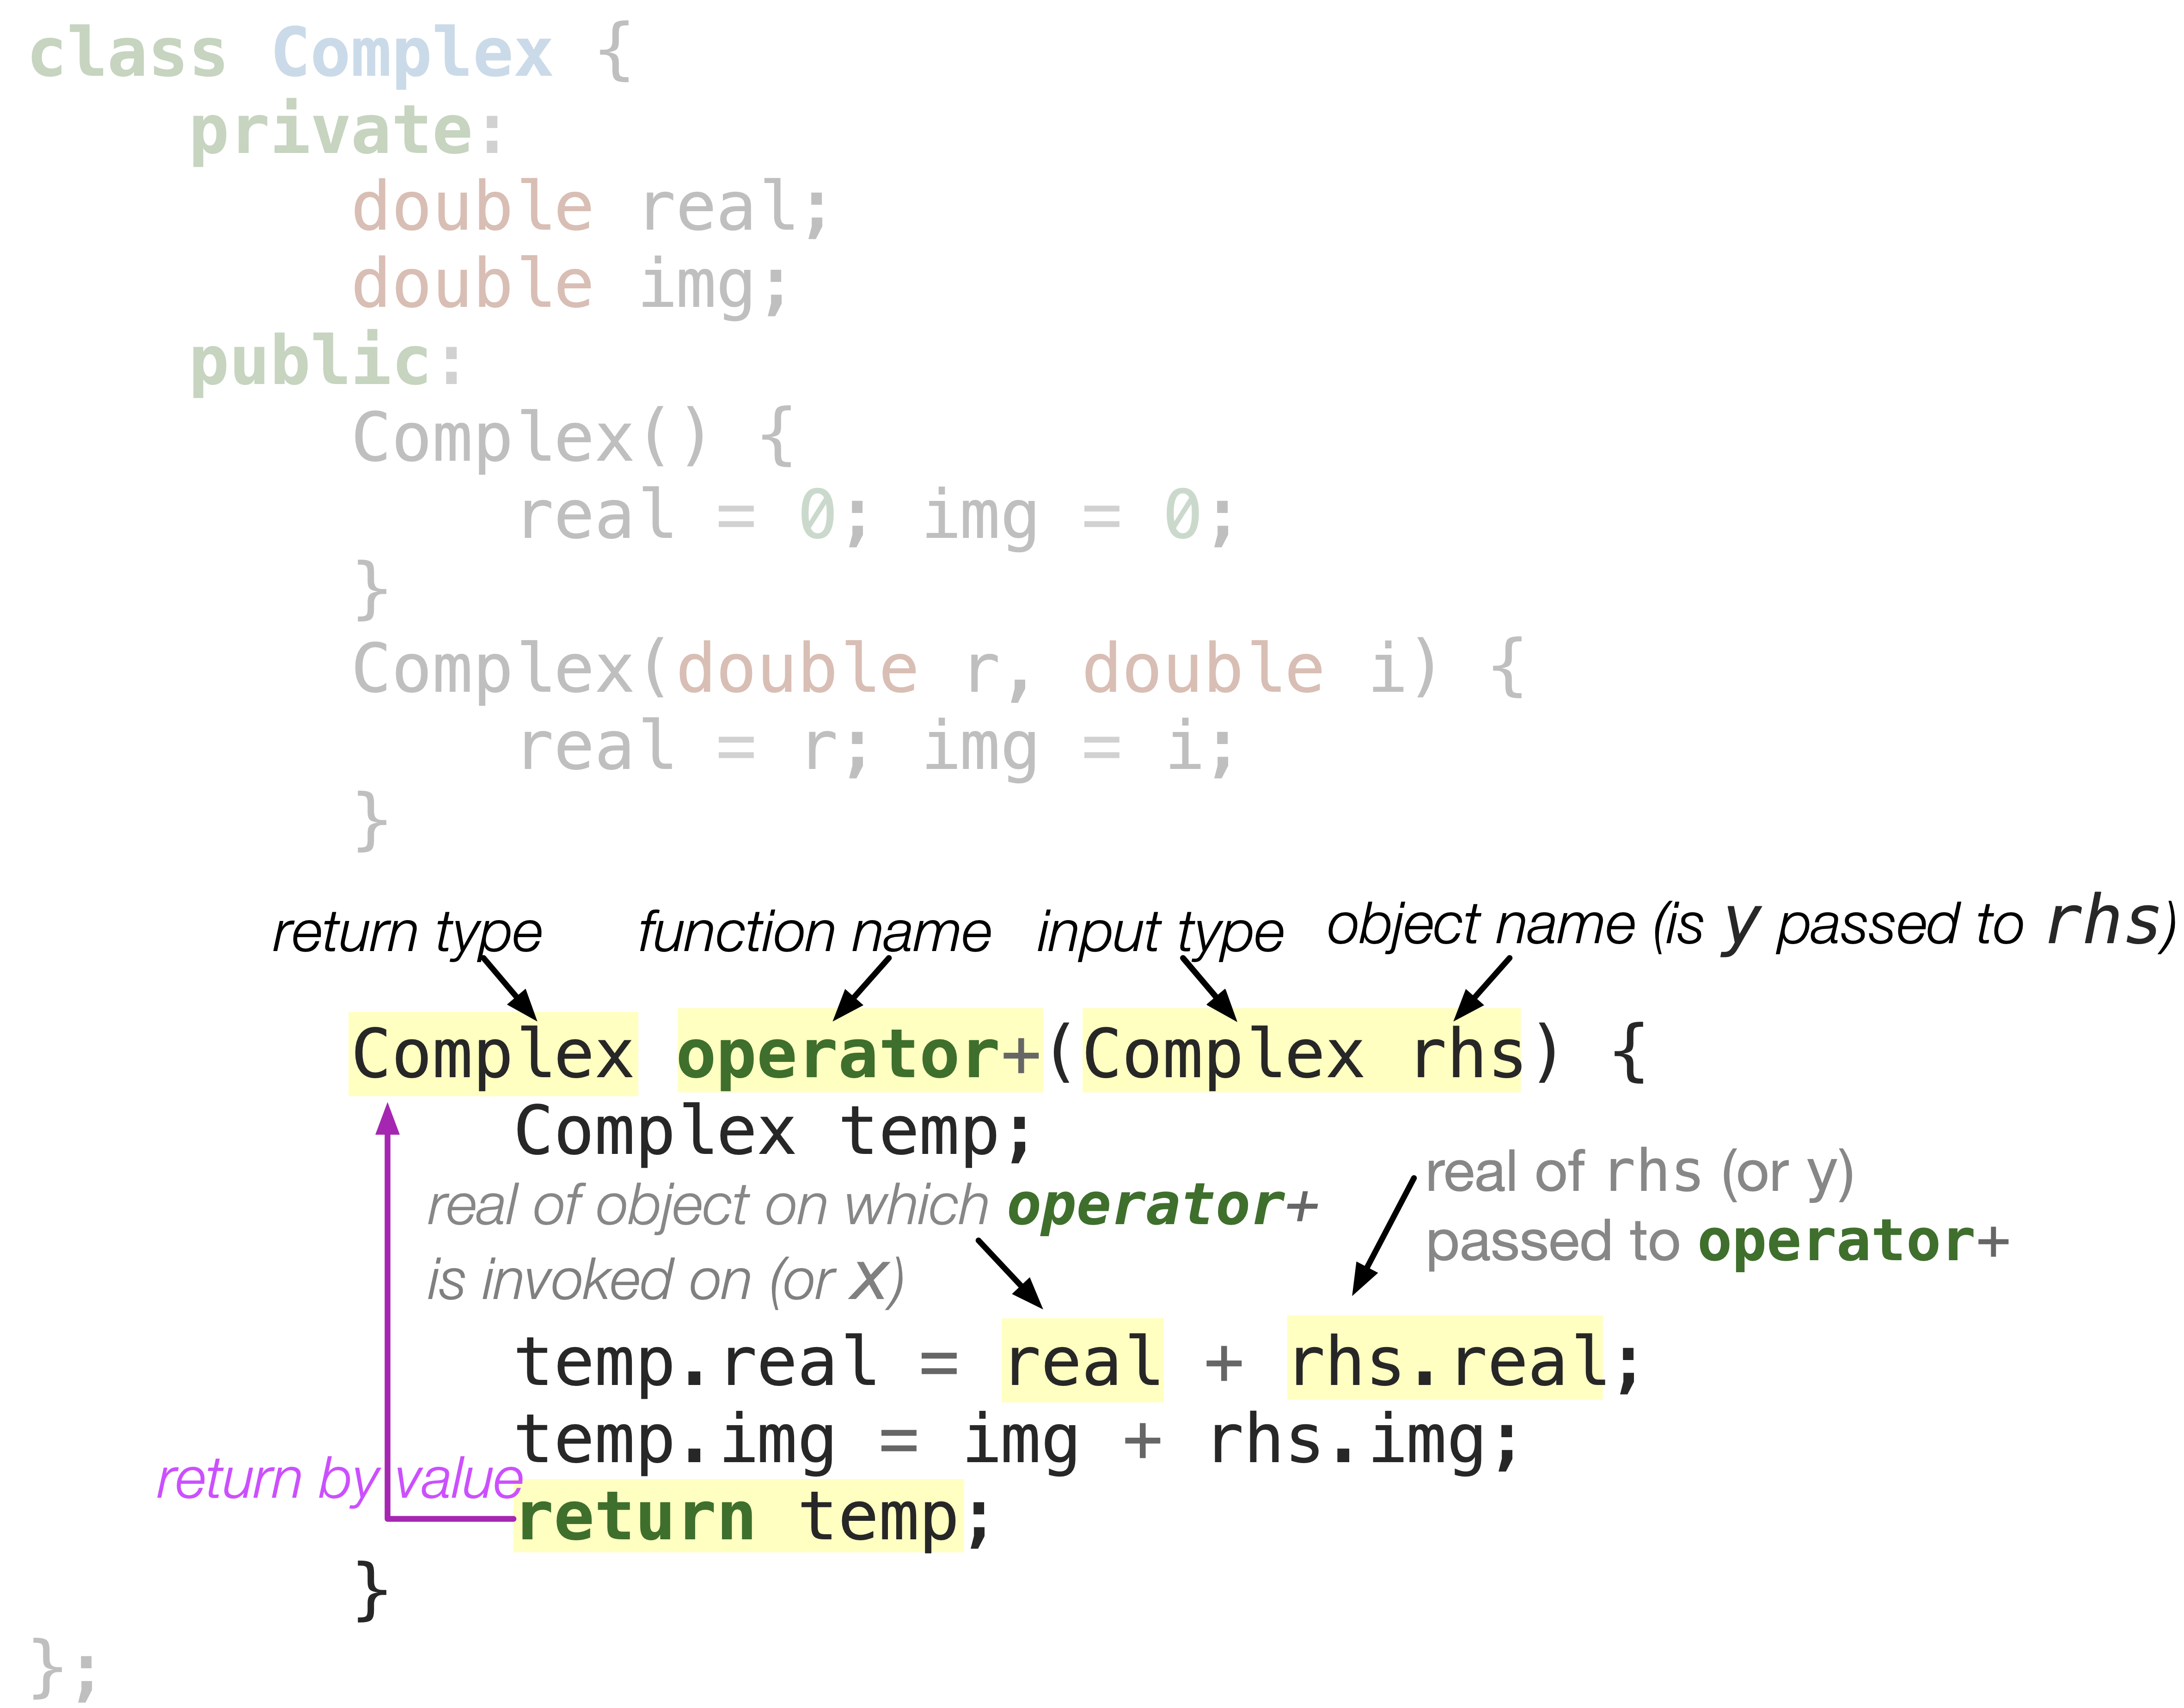 class Complex {
private:
double real;
double img;
public:
Complex() {
real = 0; img = 0;
}
Complex(double r, double i) {
real = r; img = i;
}
return type function name input type object name (is y passed to rhs)
Complex operator+(Complex rhs) {
Complex temp;
real of object on which operator+
is invoked on (or x)
real of rhs (or y)
passed to operator+
temp.real = real + rhs.real;
temp.img = img + rhs.img;
return by value
return temp;
}
};